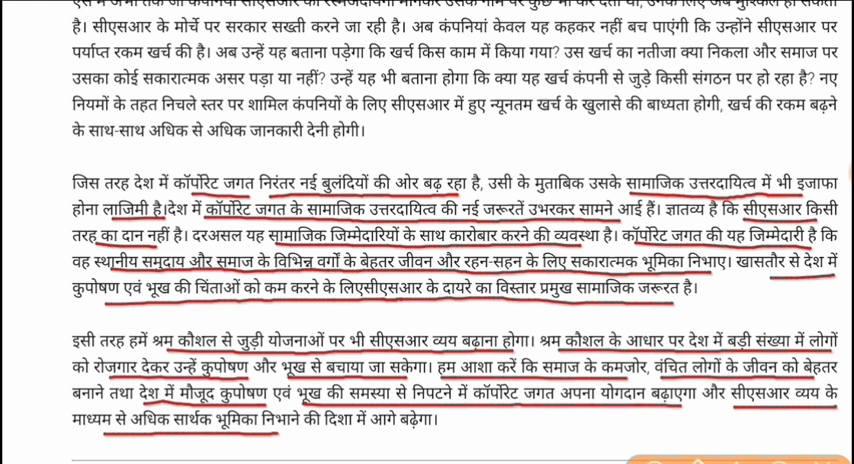 है। सीएसआर के मोर्चे पर सरकार सख्ती करने जा रही है। अब कंपनियां केवल यह कहकर नहीं बच पाएंगी कि उन्होंने सीएसआर पर
पर्याप्त रकम खर्च की है। अब उन्हें यह बताना पड़ेगा कि खर्च किस काम में किया गया? उस खर्च का नतीजा क्या निकला और समाज पर
उसका कोई सकारात्मक असर पड़ा या नहीं? उन्हें यह भी बताना होगा कि क्या यह खर्च कंपनी से जुड़े किसी संगठन पर हो रहा है? नए
नियमों के तहत निचले स्तर पर शामिल कंपनियों के लिए सीएसआर में हुए न्यूनतम खर्च के खुलासे की बाध्यता होगी, खर्च की रकम बढ़ने
के साथ-साथ अधिक से अधिक जानकारी देनी होगी।
जिस तरह देश में कॉर्पोरेट जगत निरंतर नई बुलंदियों की ओर बढ़ रहा है, उसी के मुताबिक उसके सामाजिक उत्तरदायित्व में भी इजाफा
होना लाजिमी है।देश में कॉर्पोरेट जगत के सामाजिक उत्तरदायित्व की नई जरूरतें उभरकर सामने आई हैं। ज्ञातव्य है कि सीएसआर किसी
तरह का दान नहीं है। दरअसल यह सामाजिक जिम्मेदारियों के साथ कारोबार करने की व्यवस्था है। कॉर्पोरेट जगत की यह जिम्मेदारी है कि
वह स्थानीय समुदाय और समाज के विभिन्न वर्गों के बेहतर जीवन और रहन-सहन के लिए सकारात्मक भूमिका निभाए। खासतौर से देश में
कुपोषण एवं भूख की चिंताओं को कम करने के लिएसीएसआर के दायरे का विस्तार प्रमुख सामाजिक जरूरत है।
इसी तरह हमें श्रम कौशल से जुड़ी योजनाओं पर भी सीएसआर व्यय बढ़ाना होगा। श्रम कौशल के आधार पर देश में बड़ी संख्या में लोगों
को रोजगार देकर उन्हें कुपोषण और भूख से बचाया जा सकेगा। हम आशा करें कि समाज के कमजोर, वंचित लोगों के जीवन को बेहतर
बनाने तथा देश में मौजूद कुपोषण एवं भूख की समस्या से निपटने में कॉर्पोरेट जगत अपना योगदान बढ़ाएगा और सीएसआर व्यय के
माध्यम से अधिक सार्थक भूमिका निभाने की दिशा में आगे बढ़ेगा।